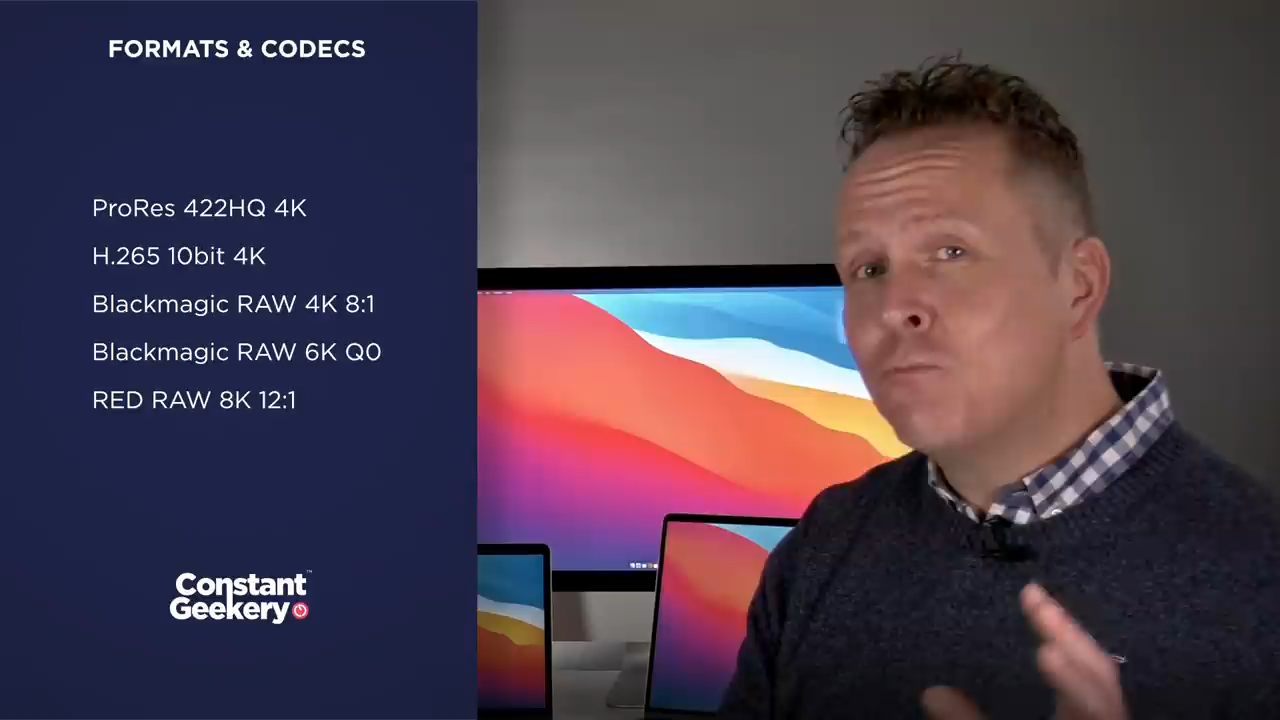 FORMATS & CODECS
ProRes 422HQ 4K
H.265 10bit 4K
Blackmagic RAW 4K 8:1
Blackmagic RAW 6K Q0
RED RAW 8K 12:1
Constant™
Geekery